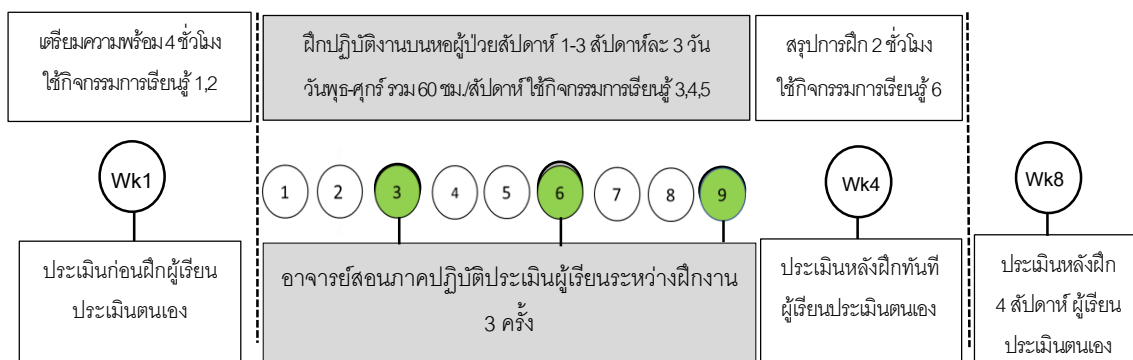 เตรียมความพร้อม 4 ชั่วโมง
ใช้กิจกรรมการเรียนรู้ 1,2
ฝึกปฏิบัติงานบนหอผู้ป่วยสัปดาห์ 1-3 สัปดาห์ละ 3 วัน
วันพุธ-ศุกร์ รวม 60 ชม./สัปดาห์ ใช้กิจกรรมการเรียนรู้ 3,4,5
สรุปการฝึก 2 ชั่วโมง
ใช้กิจกรรมการเรียนรู้ 6
Wk1
1 2 3 4 5 6 7 8 9
Wk4
Wk8
ประเมินก่อนฝึกผู้เรียน
ประเมินตนเอง
อาจารย์สอนภาคปฏิบัติประเมินผู้เรียนระหว่างฝึกงาน
3 ครั้ง
ประเมินหลังฝึกทันที
ผู้เรียนประเมินตนเอง
ประเมินหลังฝึก
4 สัปดาห์ ผู้เรียน
ประเมินตนเอง